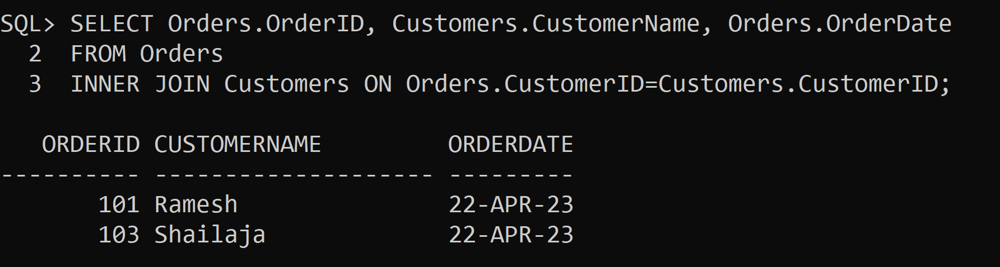 SQL> SELECT Orders.OrderID, Customers.CustomerName, Orders.OrderDate
  2  FROM Orders
  3  INNER JOIN Customers ON Orders.CustomerID=Customers.CustomerID;

   ORDERID CUSTOMERNAME         ORDERDATE
---------- -------------------- ---------
       101 Ramesh               22-APR-23
       103 Shailaja             22-APR-23